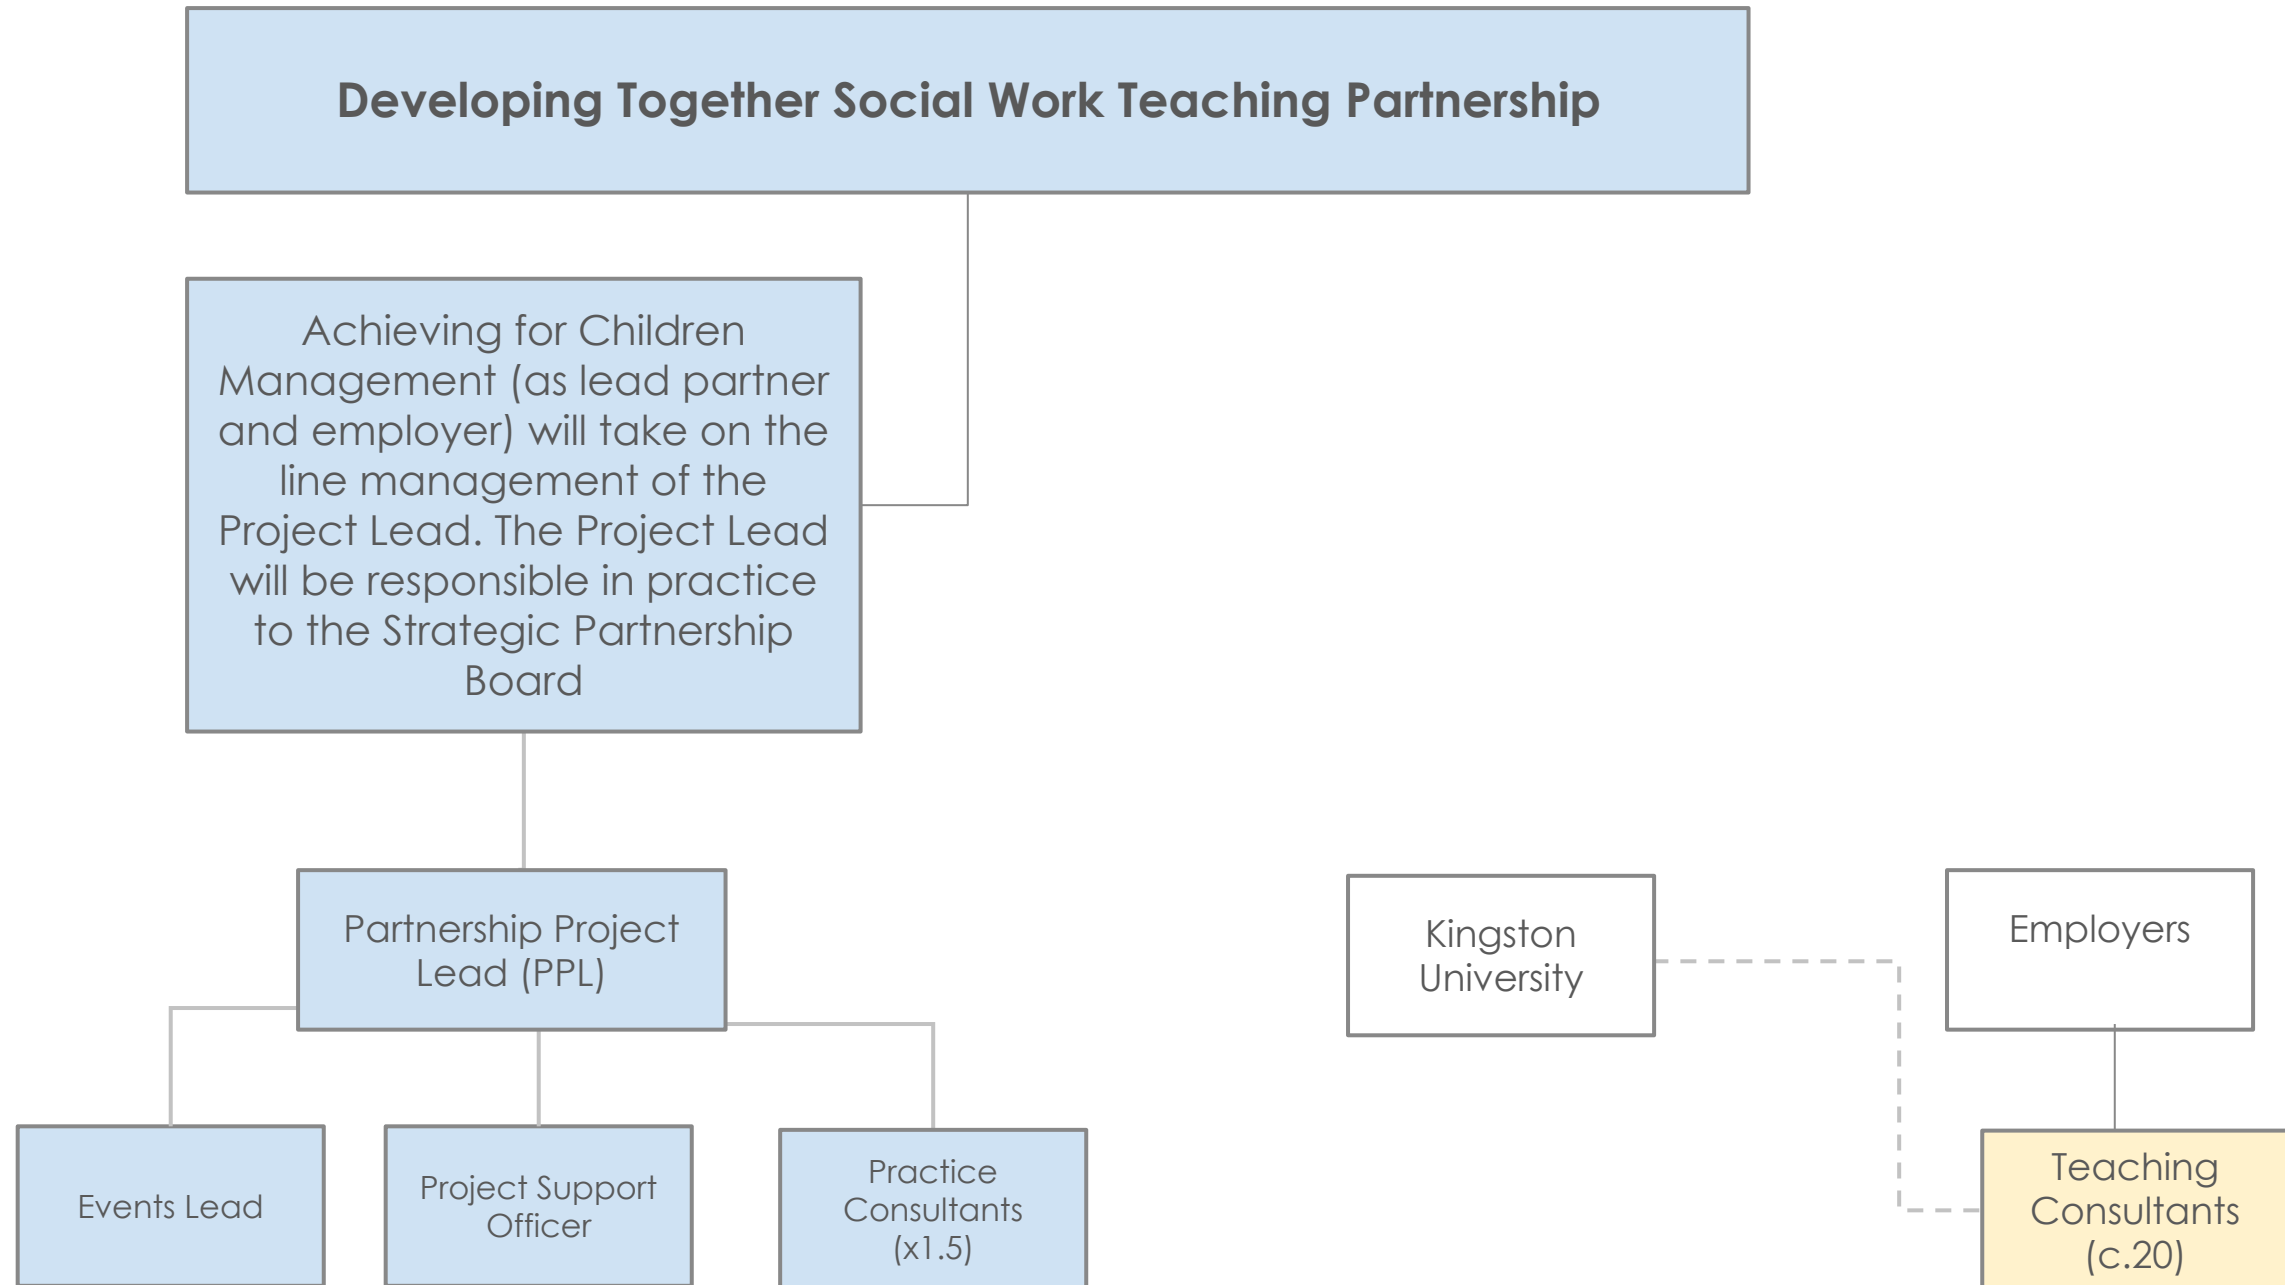 Developing Together Social Work Teaching Partnership
Achieving for Children
Management (as lead partner
and employer) will take on the
line management of the
Project Lead. The Project Lead
will be responsible in practice
to the Strategic Partnership
Board
Partnership Project
Lead (PPL)
Kingston
University
Employers
Events Lead
Project Support
Officer
Practice
Consultants
(x1.5)
Teaching
Consultants
(c.20)